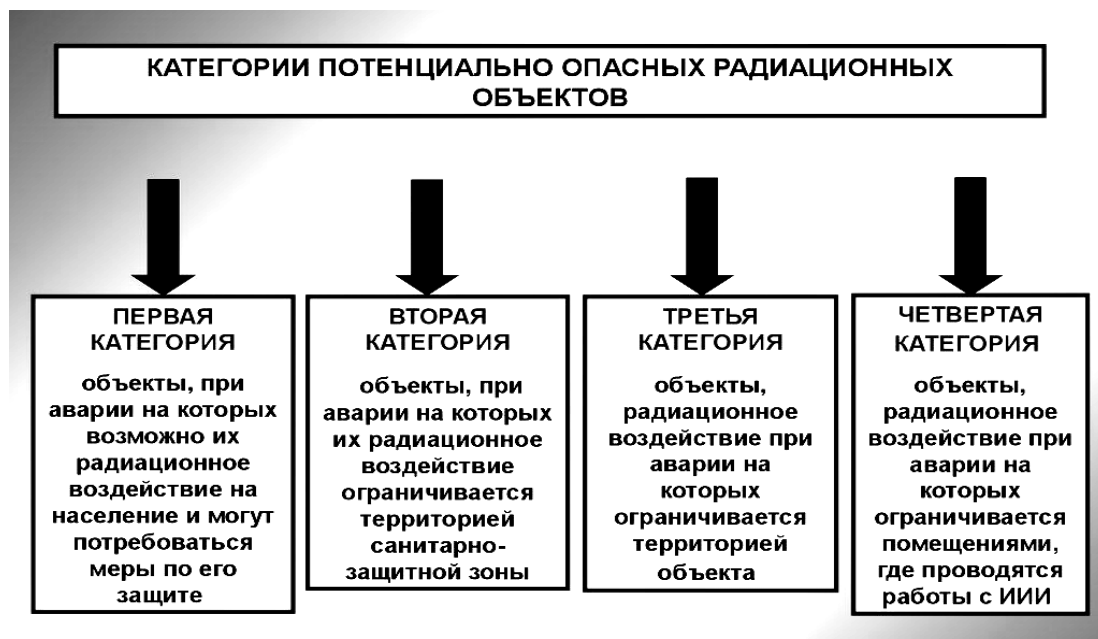 КАТЕГОРИИ ПОТЕНЦИАЛЬНО ОПАСНЫХ РАДИАЦИОННЫХ
ОБЪЕКТОВ
ПЕРВАЯ
КАТЕГОРИЯ
объекты, при
аварии на которых
возможно их
радиационное
воздействие на
население и могут
потребоваться
меры по его
защите
ВТОРАЯ
КАТЕГОРИЯ
объекты, при
аварии на которых
их радиационное
воздействие
ограничивается
территорией
санитарно-
защитной зоны
ТРЕТЬЯ
КАТЕГОРИЯ
объекты,
радиационное
воздействие при
аварии на
которых
ограничивается
территорией
объекта
ЧЕТВЕРТАЯ
КАТЕГОРИЯ
объекты,
радиационное
воздействие при
аварии на
которых
ограничивается
помещениями,
где проводятся
работы с ИИИ